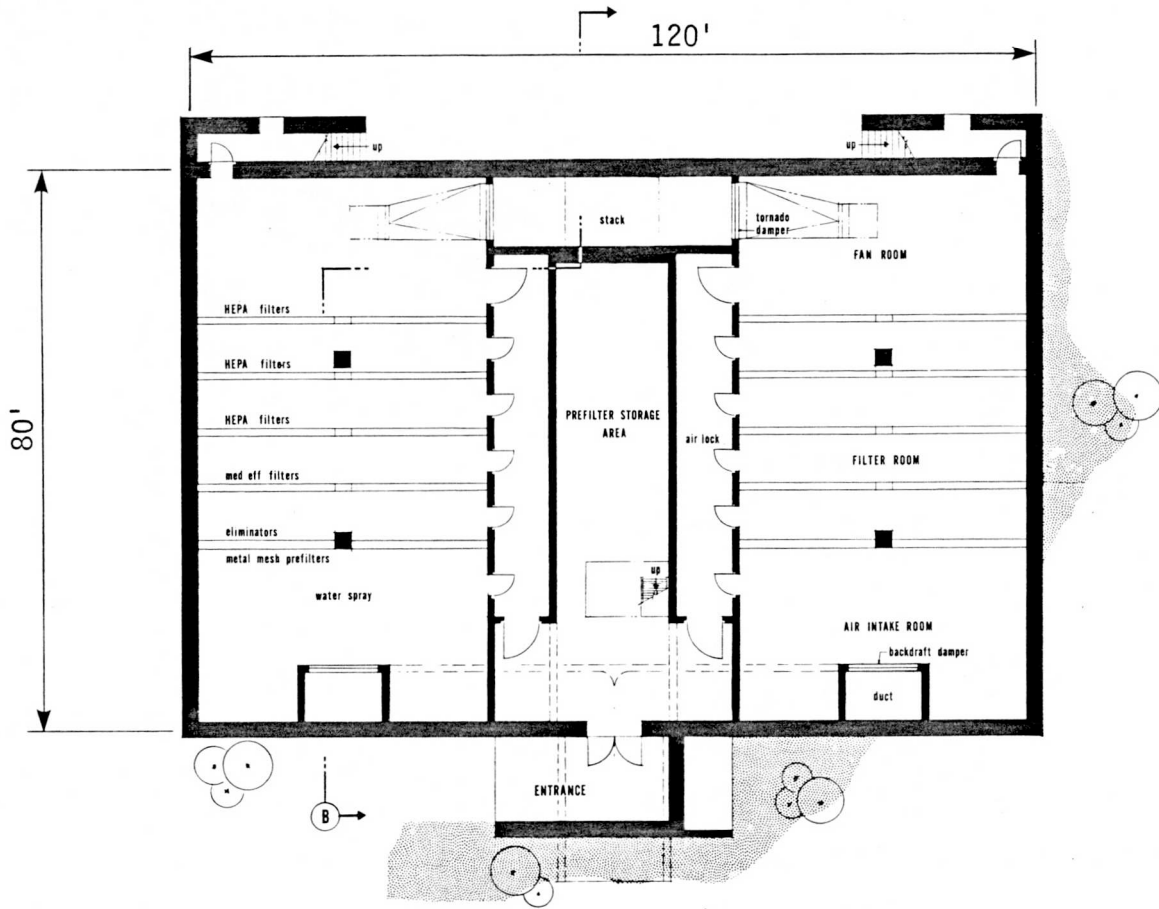 120'
up
up
stack
tornado
damper
FAN ROOM
HEPA filters
HEPA filters
HEPA filters
80'
PREFILTER STORAGE
AREA
air lock
FILTER ROOM
med eff filters
eliminators
metal mesh prefilters
water spray
up
AIR INTAKE ROOM
backdraft damper
duct
ENTRANCE
B